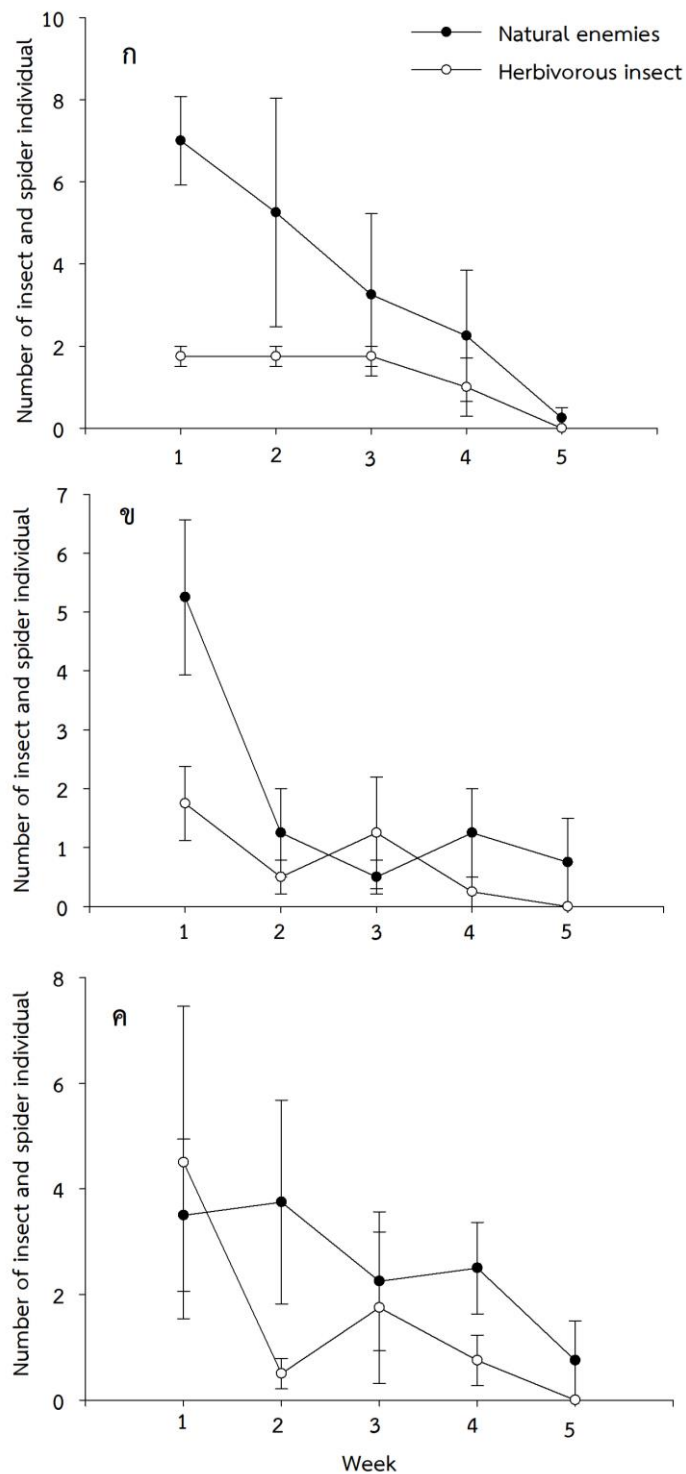 ก
Natural enemies
Herbivorous insect
Number of insect and spider individual
10
8
6
4
2
0
1 2 3 4 5
ข
Number of insect and spider individual
7
6
5
4
3
2
1
0
1 2 3 4 5
ค
Number of insect and spider individual
8
6
4
2
0
1 2 3 4 5
Week